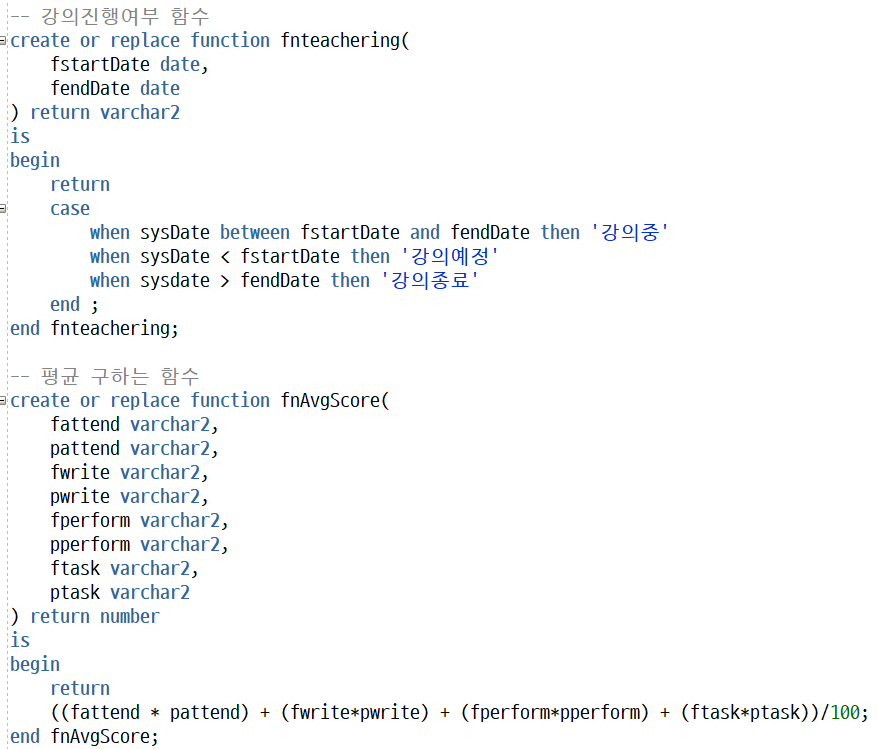 -- 강의진행여부 함수
create or replace function fnteachering(
    fstartDate date,
    fendDate date
) return varchar2
is
begin
    return
    case
        when sysDate between fstartDate and fendDate then '강의중'
        when sysDate < fstartDate then '강의예정'
        when sysdate > fendDate then '강의종료'
    end ;
end fnteachering;

-- 평균 구하는 함수
create or replace function fnAvgScore(
    fattend varchar2,
    pattend varchar2,
    fwrite varchar2,
    pwrite varchar2,
    fperform varchar2,
    pperform varchar2,
    ftask varchar2,
    ptask varchar2
) return number
is
begin
    return
    ((fattend * pattend) + (fwrite*pwrite) + (fperform*pperform) + (ftask*ptask))/100;
end fnAvgScore;